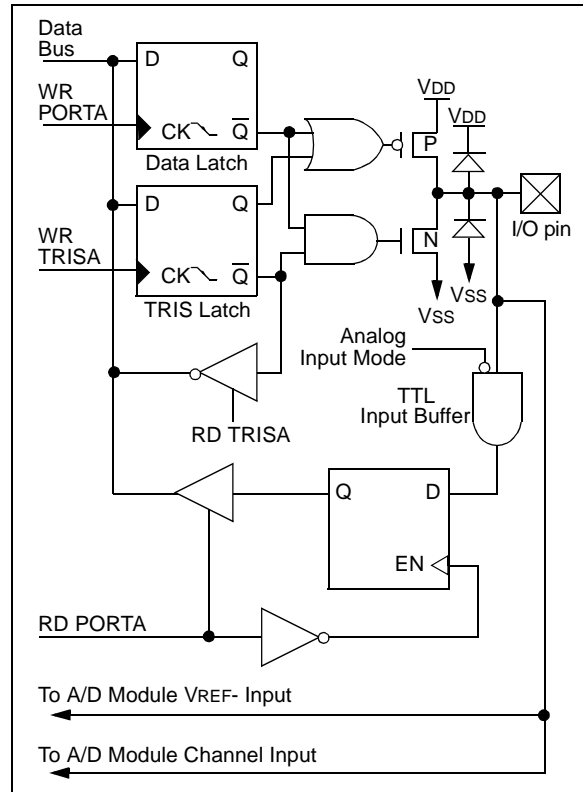 Data
Bus
D Q
WR
PORTA
VDD
CK Q
VDD
P
Data Latch
D Q
I/O pin
WR
TRISA
N
CK Q
VSS
TRIS Latch
VSS
Analog
Input Mode
TTL
Input Buffer
RD TRISA
Q D
EN
RD PORTA
To A/D Module VREF- Input
To A/D Module Channel Input